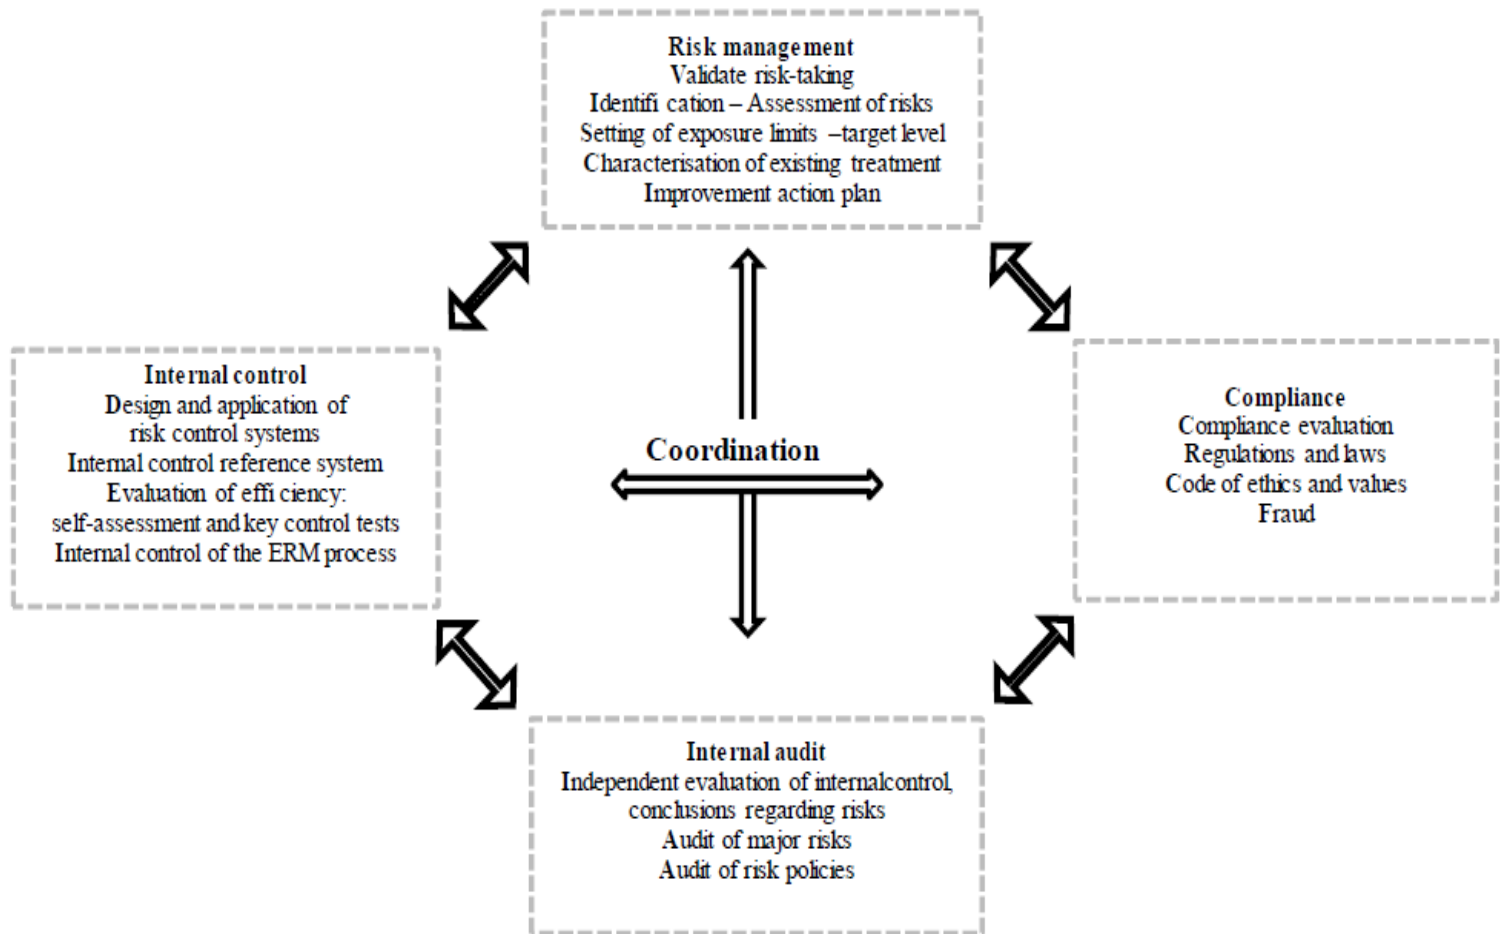 Risk management
Validate risk-taking
Identifi cation – Assessment of risks
Setting of exposure limits –target level
Characterisation of existing treatment
Improvement action plan
Internal control
Design and application of
risk control systems
Internal control reference system
Evaluation of effi ciency:
self-assessment and key control tests
Internal control of the ERM process
Coordination
Compliance
Compliance evaluation
Regulations and laws
Code of ethics and values
Fraud
Internal audit
Independent evaluation of internalcontrol,
conclusions regarding risks
Audit of major risks
Audit of risk policies